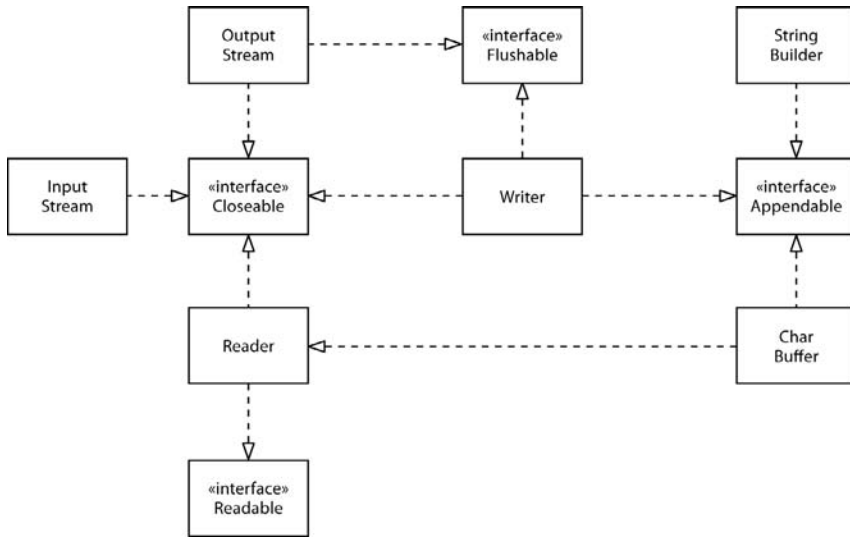 Output
Stream
«interface»
Flushable
String
Builder
Input
Stream
«interface»
Closeable
Writer
«interface»
Appendable
Reader
Char
Buffer
«interface»
Readable